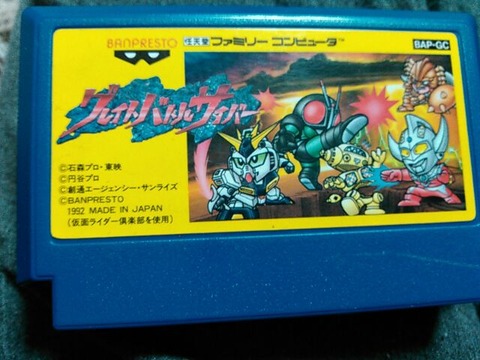 BANPRESTO
任天堂 ファミリー コンピュータ™
BAP-GC
グレイトバトルサイバー
©石森プロ・東映
©円谷プロ
©創通エージェンシー・サンライズ
©BANPRESTO
1992 MADE IN JAPAN
(仮面ライダー倶楽部を使用)